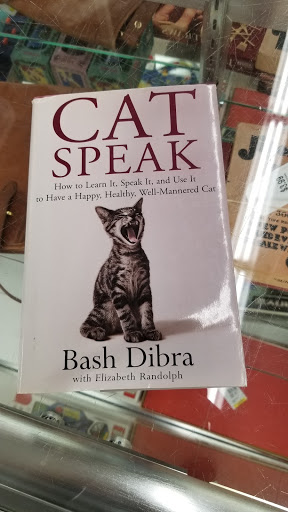 CAT
SPEAK
How to Learn It, Speak It, and Use It
to Have a Happy, Healthy, Well-Mannered Cat
Bash Dibra
with Elizabeth Randolph